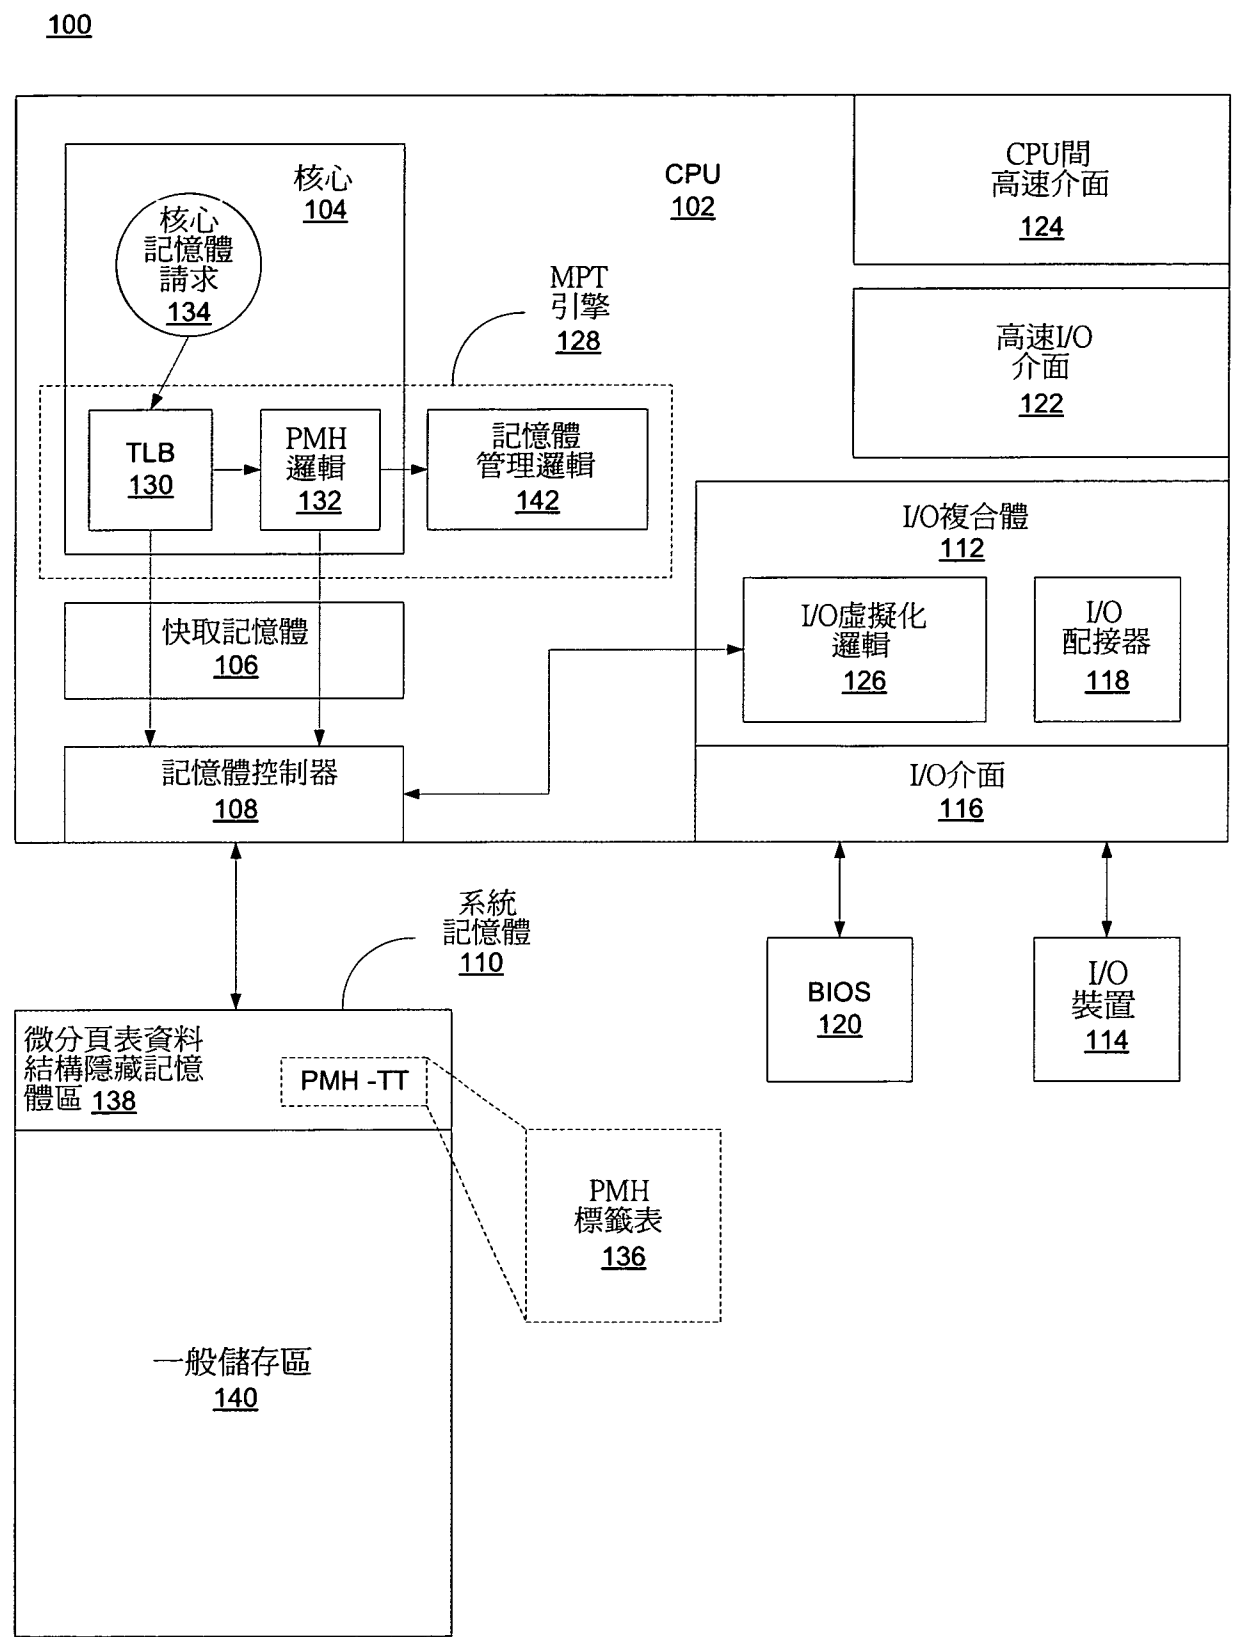 100
核心
104
核心
記憶體
請求
134
CPU
102
CPU間
高速介面
124
MPT
引擎
128
高速I/O
介面
122
TLB
130
PMH
邏輯
132
記憶體
管理邏輯
142
I/O複合體
112
快取記憶體
106
I/O虛擬化
邏輯
126
I/O
配接器
118
記憶體控制器
108
I/O介面
116
系統
記憶體
110
BIOS
120
I/O
裝置
114
微分頁表資料
結構隱藏記憶
體區 138
PMH -TT
PMH
標籤表
136
一般儲存區
140